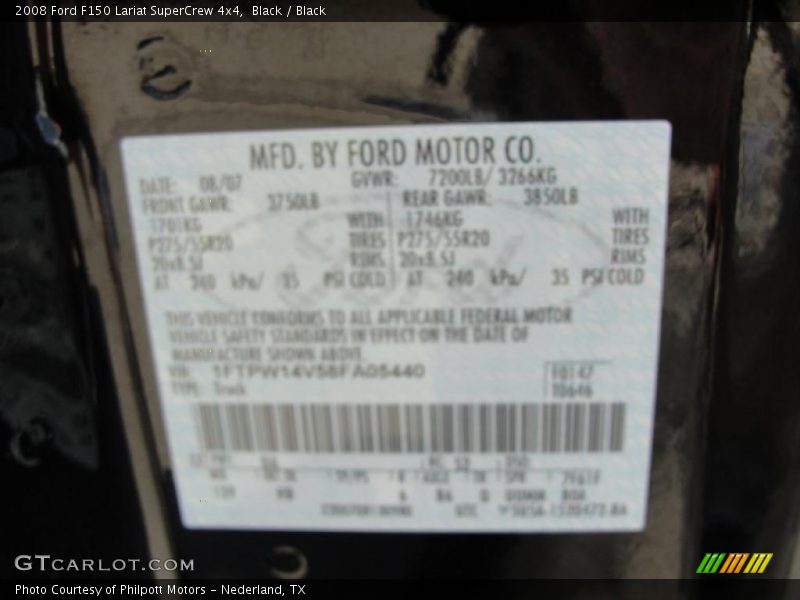 2008 Ford F150 Lariat SuperCrew 4x4, Black / Black
MFD. BY FORD MOTOR CO.
DATE: 08/07 GVWR: 7200LB/ 3266KG
FRONT GAWR: 3750LB REAR GAWR: 3850LB
1701KG WITH 1746KG WITH
P275/55R20 TIRES P275/55R20 TIRES
20x8.5J RIMS 20x8.5J RIMS
AT 240 kPa/ 35 PSI COLD AT 240 kPa/ 35 PSI COLD
THIS VEHICLE CONFORMS TO ALL APPLICABLE FEDERAL MOTOR
VEHICLE SAFETY STANDARDS IN EFFECT ON THE DATE OF
MANUFACTURE SHOWN ABOVE.
VIN: 1FTPW14V58FA05440 F0147
TYPE: Truck T0646
GTCARLOT.COM
Photo Courtesy of Philpott Motors - Nederland, TX